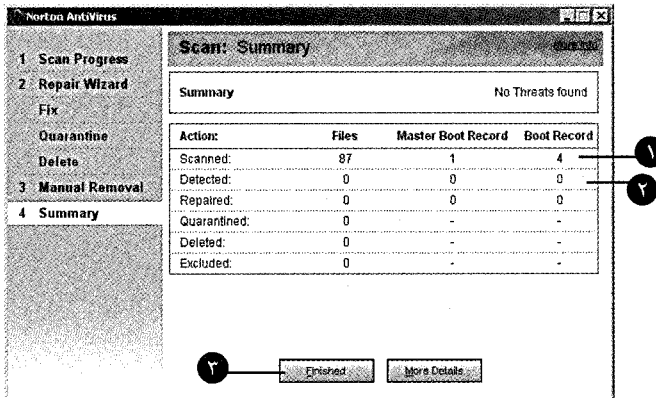 Norton AntiVirus
1 Scan Progress
2 Repair Wizard
Fix
Quarantine
Delete
3 Manual Removal
4 Summary
Scan: Summary
More Info
Summary No Threats found
Action: Files Master Boot Record Boot Record
Scanned: 87 1 4
Detected: 0 0 0
Repaired: 0 0 0
Quarantined: 0 - -
Deleted: 0 - -
Excluded: 0 - -
۱
۲
۳
Finished More Details